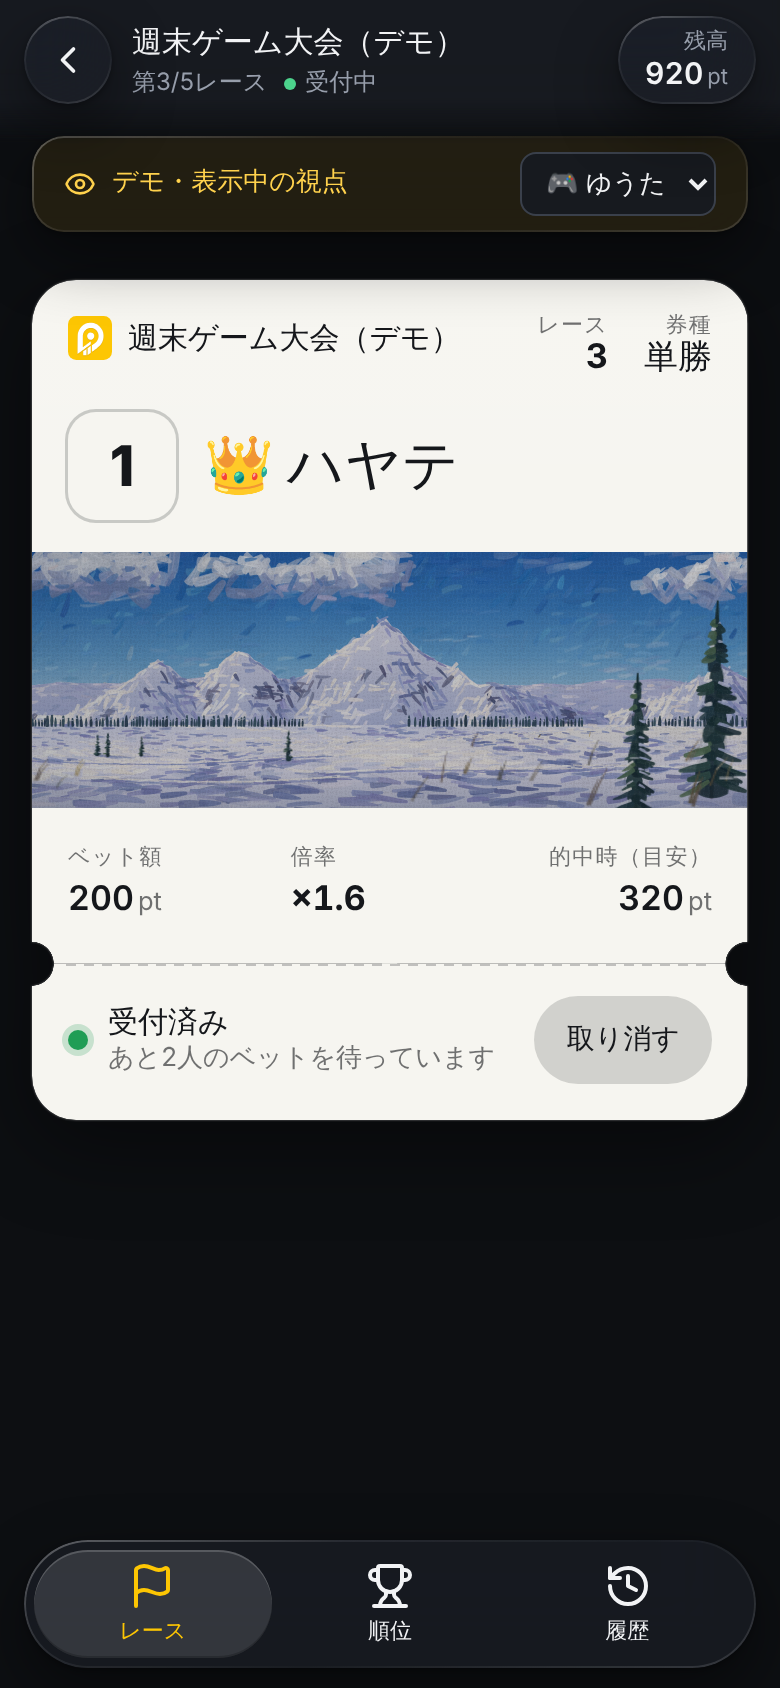 週末ゲーム大会（デモ）
第3/5レース 受付中
残高
920 pt
デモ・表示中の視点
ゆうた
週末ゲーム大会（デモ）
レース
3
券種
単勝
1
ハヤテ
ベット額
200 pt
倍率
×1.6
的中時（目安）
320 pt
受付済み
あと2人のベットを待っています
取り消す
レース
順位
履歴